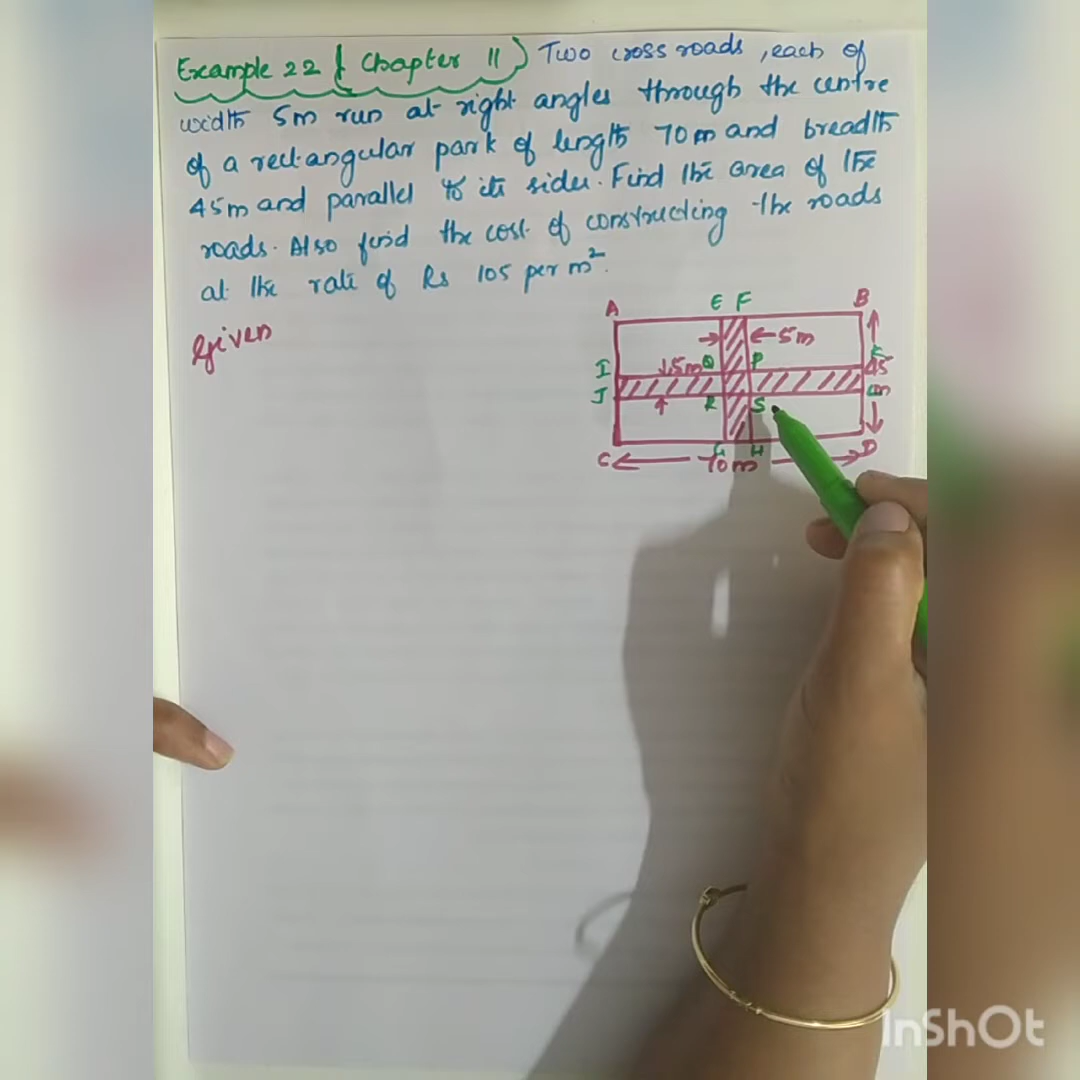 Example 22 { Chapter 11 } Two cross roads, each of
width 5m run at right angles through the centre
of a rectangular park of length 70m and breadth
45m and parallel to its sides. Find the area of the
roads. Also find the cost of constructing the roads
at the rate of Rs 105 per m².
Given
A E F B
5m
I 5m Q P K 45
J R S m
C G 70m H D
InShOt